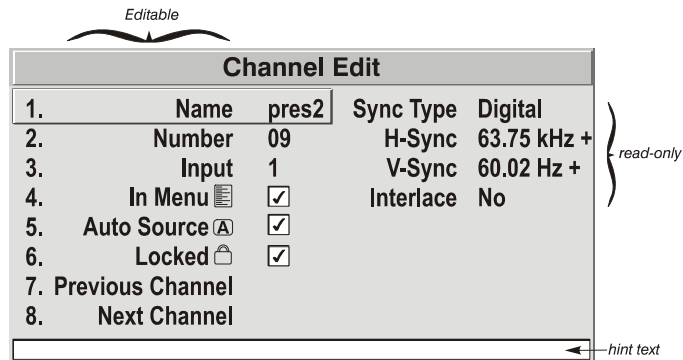 Editable
Channel Edit
1. Name pres2 Sync Type Digital
2. Number 09 H-Sync 63.75 kHz +
3. Input 1 V-Sync 60.02 Hz +
read-only
4. In Menu ✓ Interlace No
5. Auto Source A ✓
6. Locked ✓
7. Previous Channel
8. Next Channel
hint text